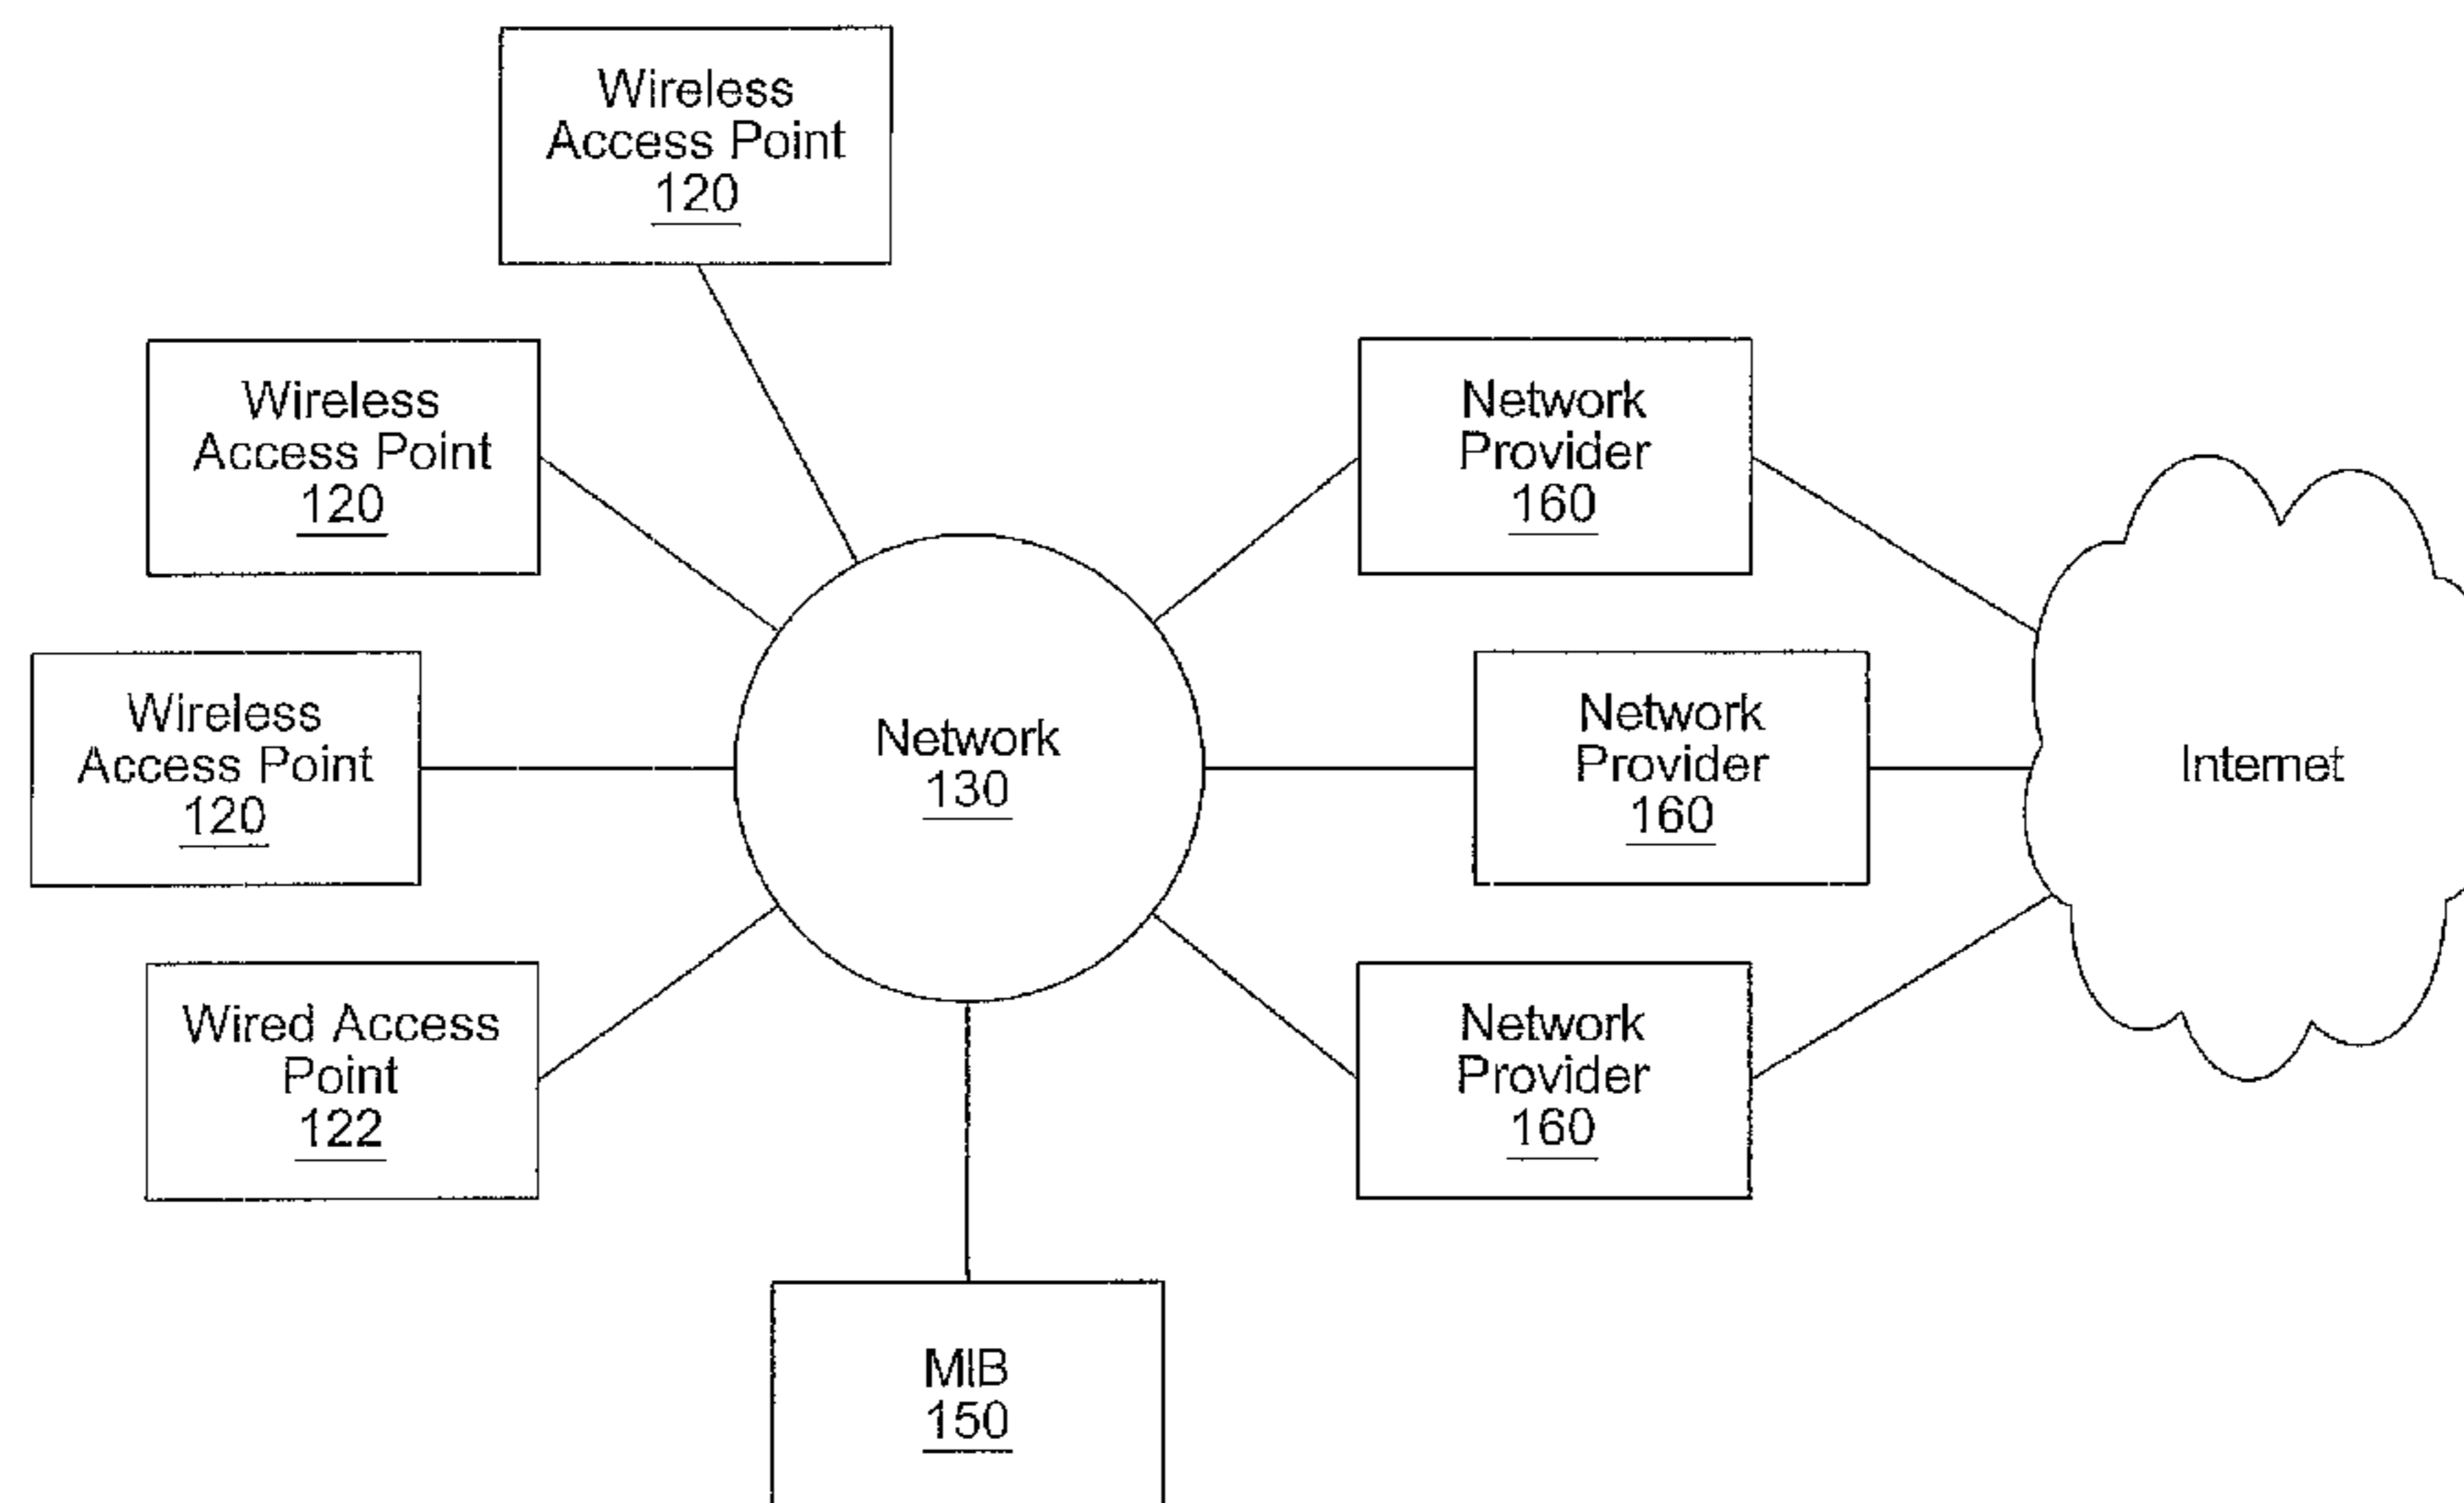 Wireless
Access Point
120
Wireless
Access Point
120
Network
Provider
160
Wireless
Access Point
120
Network
130
Network
Provider
160
Internet
Wired Access
Point
122
Network
Provider
160
MIB
150